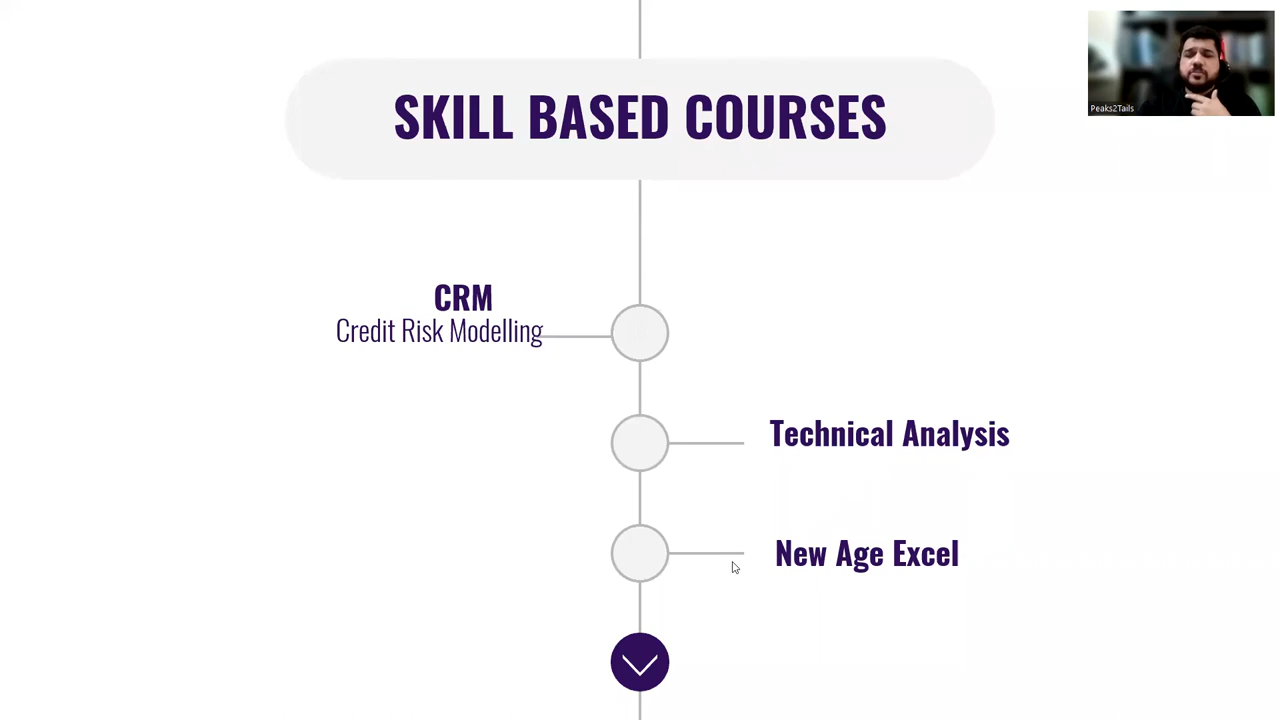 SKILL BASED COURSES
Peaks2Tails
CRM
Credit Risk Modelling
Technical Analysis
New Age Excel